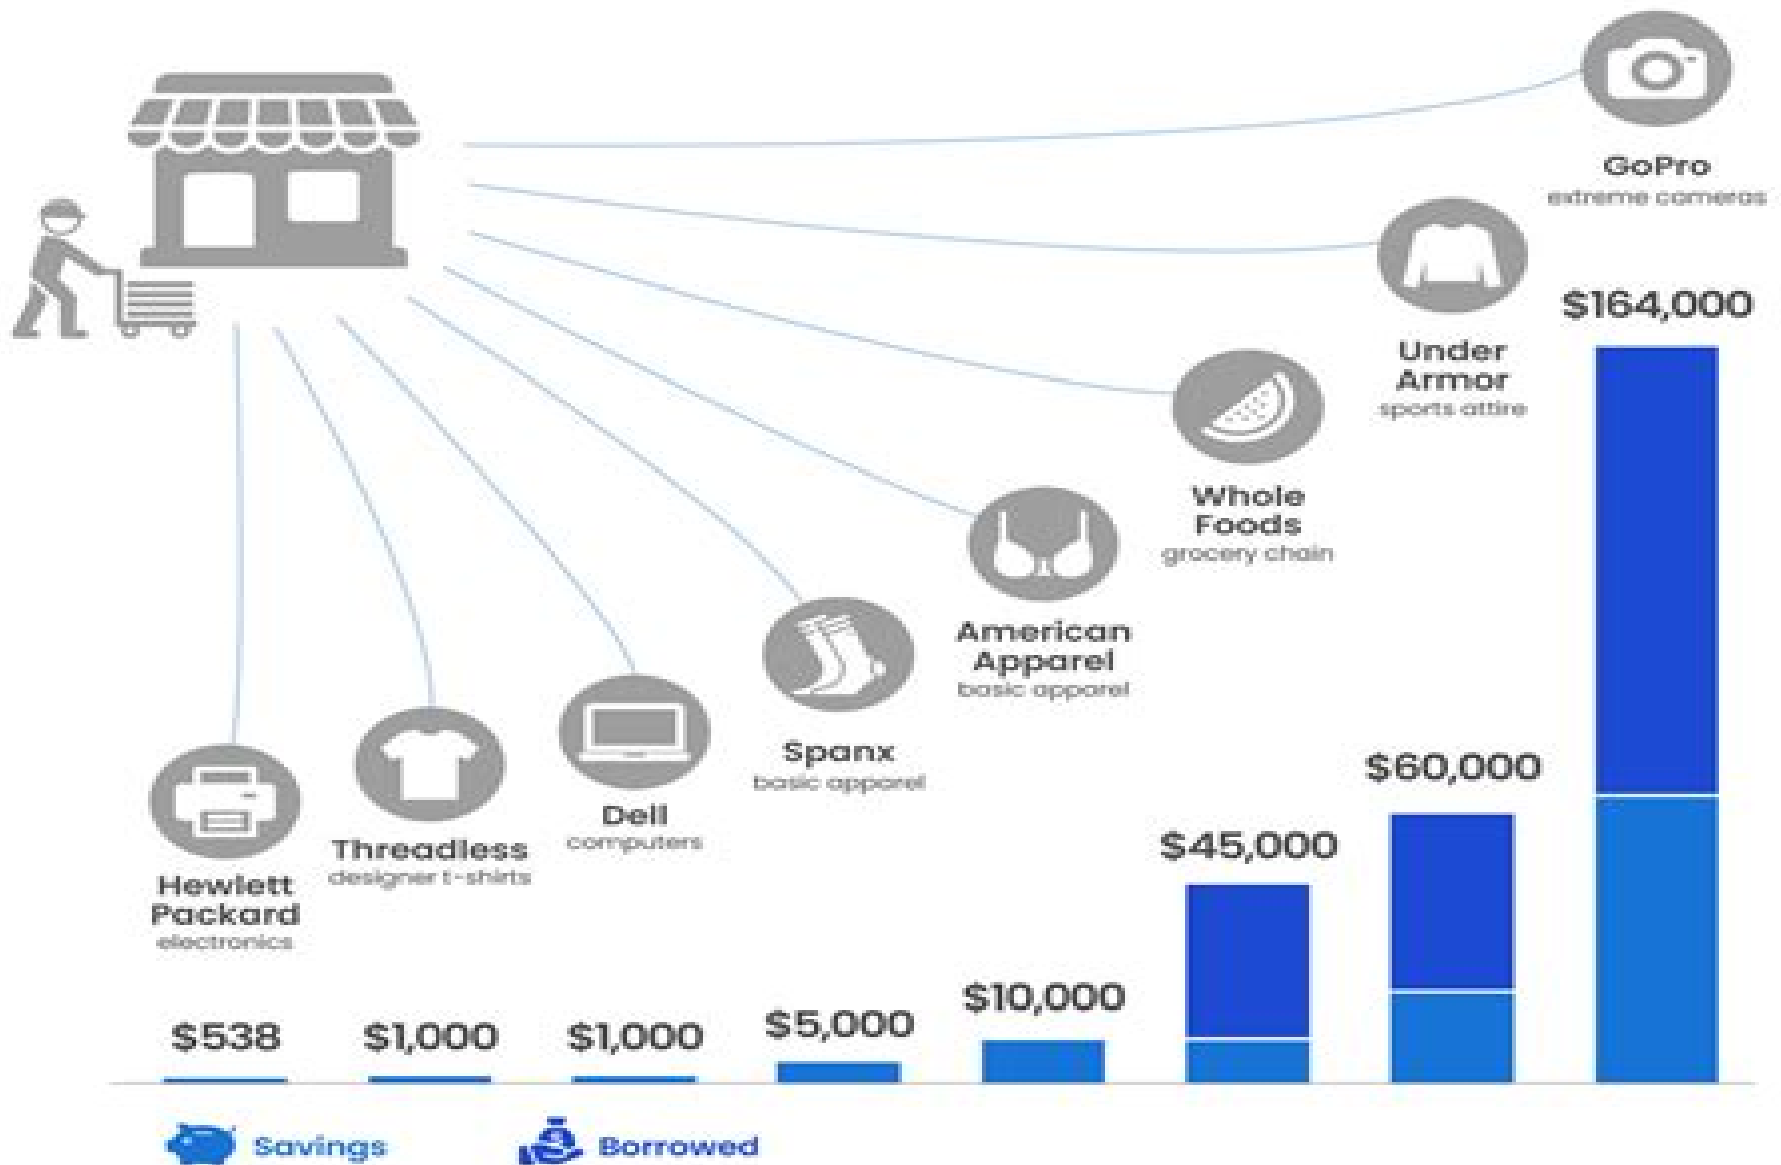 GoPro
extreme cameras
$164,000
Under
Armor
sports attire
Whole
Foods
grocery chain
American
Apparel
basic apparel
Spanx
basic apparel
Dell
computers
Threadless
designer t-shirts
Hewlett
Packard
electronics
$60,000
$45,000
$10,000
$5,000
$1,000
$1,000
$538
Savings
Borrowed